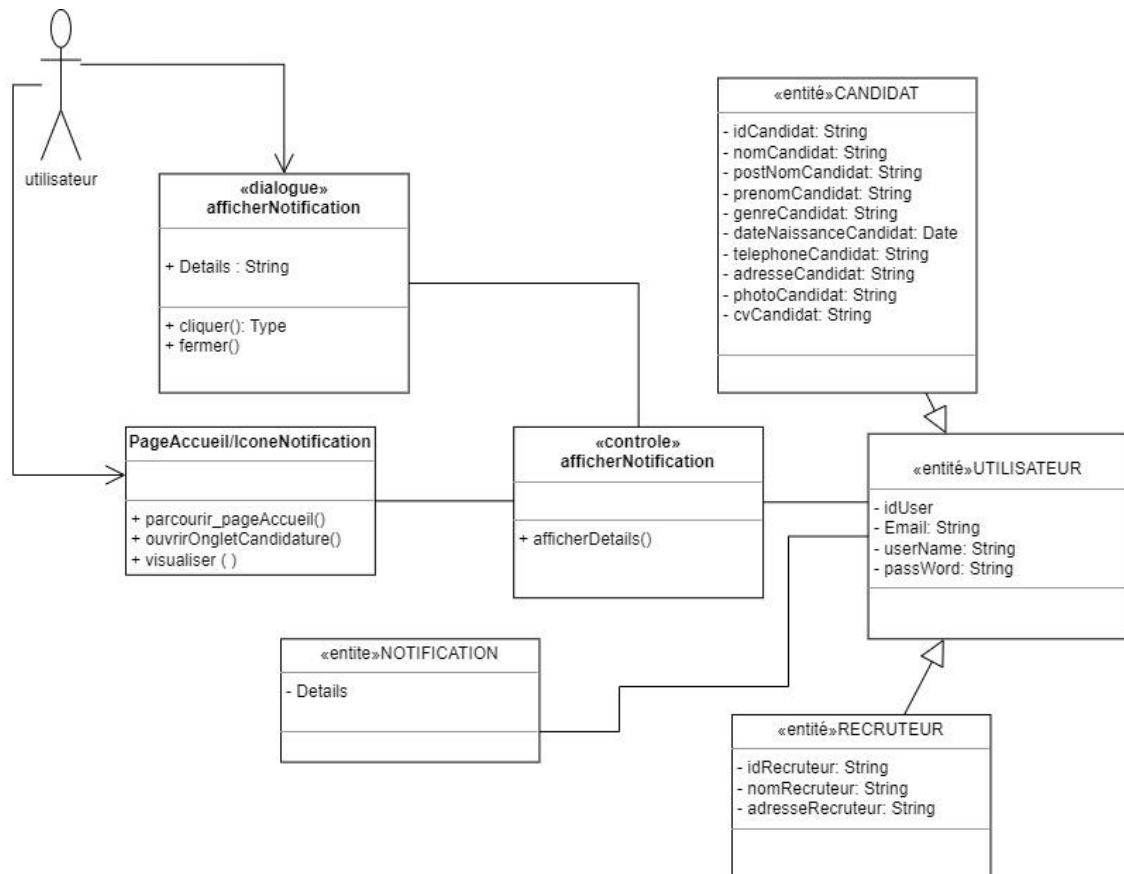 utilisateur
«dialogue»
afficherNotification
+ Details : String
+ cliquer(): Type
+ fermer()
«entité»CANDIDAT
- idCandidat: String
- nomCandidat: String
- postNomCandidat: String
- prenomCandidat: String
- genreCandidat: String
- dateNaissanceCandidat: Date
- telephoneCandidat: String
- adresseCandidat: String
- photoCandidat: String
- cvCandidat: String
PageAccueil/IconeNotification
+ parcourir_pageAccueil()
+ ouvrirOngletCandidature()
+ visualiser ( )
«controle»
afficherNotification
+ afficherDetails()
«entité»UTILISATEUR
- idUser
- Email: String
- userName: String
- passWord: String
«entite»NOTIFICATION
- Details
«entité»RECRUTEUR
- idRecruteur: String
- nomRecruteur: String
- adresseRecruteur: String